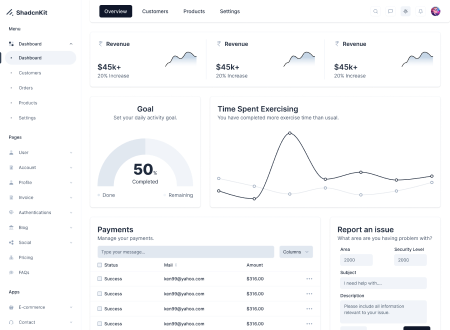 ShadcnKit
Menu
Dashboard
Dashboard
Customers
Orders
Products
Settings
Pages
User
Account
Profile
Invoice
Authentications
Blog
Social
Pricing
FAQs
Apps
E-commerce
Contact
Overview
Customers
Products
Settings
Revenue
$45k+
20% Increase
Revenue
$45k+
20% Increase
Revenue
$45k+
20% Increase
Goal
Set your daily activity goal.
50%
Completed
Done
Remaining
Time Spent Exercising
You have completed more exercise time than usual.
Payments
Manage your payments.
Type your message...
Columns
Status Mail Amount
Success ken99@yahoo.com $316.00
Success ken99@yahoo.com $316.00
Success ken99@yahoo.com $316.00
Success ken99@yahoo.com $316.00
Report an issue
What area are you having problem with?
Area
Security Level
2000
2000
Subject
I need help with...
Description
Please include all information
relevant to your issue.